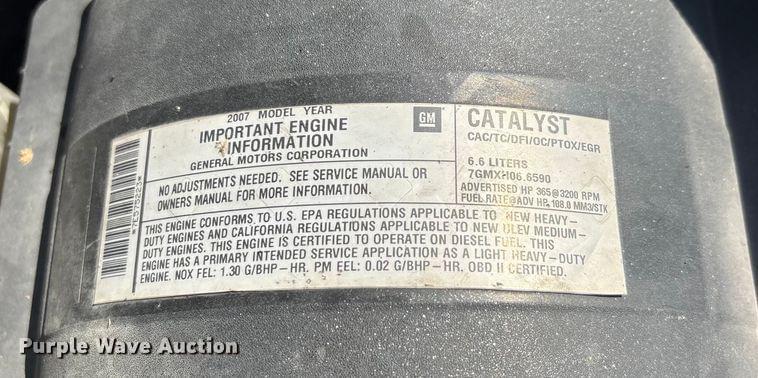 2007 MODEL YEAR
IMPORTANT ENGINE
INFORMATION
GENERAL MOTORS CORPORATION
GM
CATALYST
CAC/TC/DFI/OC/PTOX/EGR
NO ADJUSTMENTS NEEDED. SEE SERVICE MANUAL OR
OWNERS MANUAL FOR MORE INFORMATION.
6.6 LITERS
7GMXH06.6590
ADVERTISED HP 365@3200 RPM
FUEL RATE@ADV HP, 108.0 MM3/STK
THIS ENGINE CONFORMS TO U.S. EPA REGULATIONS APPLICABLE TO NEW HEAVY-
DUTY ENGINES AND CALIFORNIA REGULATIONS APPLICABLE TO NEW ULEV MEDIUM-
DUTY ENGINES. THIS ENGINE IS CERTIFIED TO OPERATE ON DIESEL FUEL. THIS
ENGINE HAS A PRIMARY INTENDED SERVICE APPLICATION AS A LIGHT HEAVY-DUTY
ENGINE. NOX FEL: 1.30 G/BHP-HR. PM EEL: 0.02 G/BHP-HR. OBD II CERTIFIED.
Purple Wave Auction